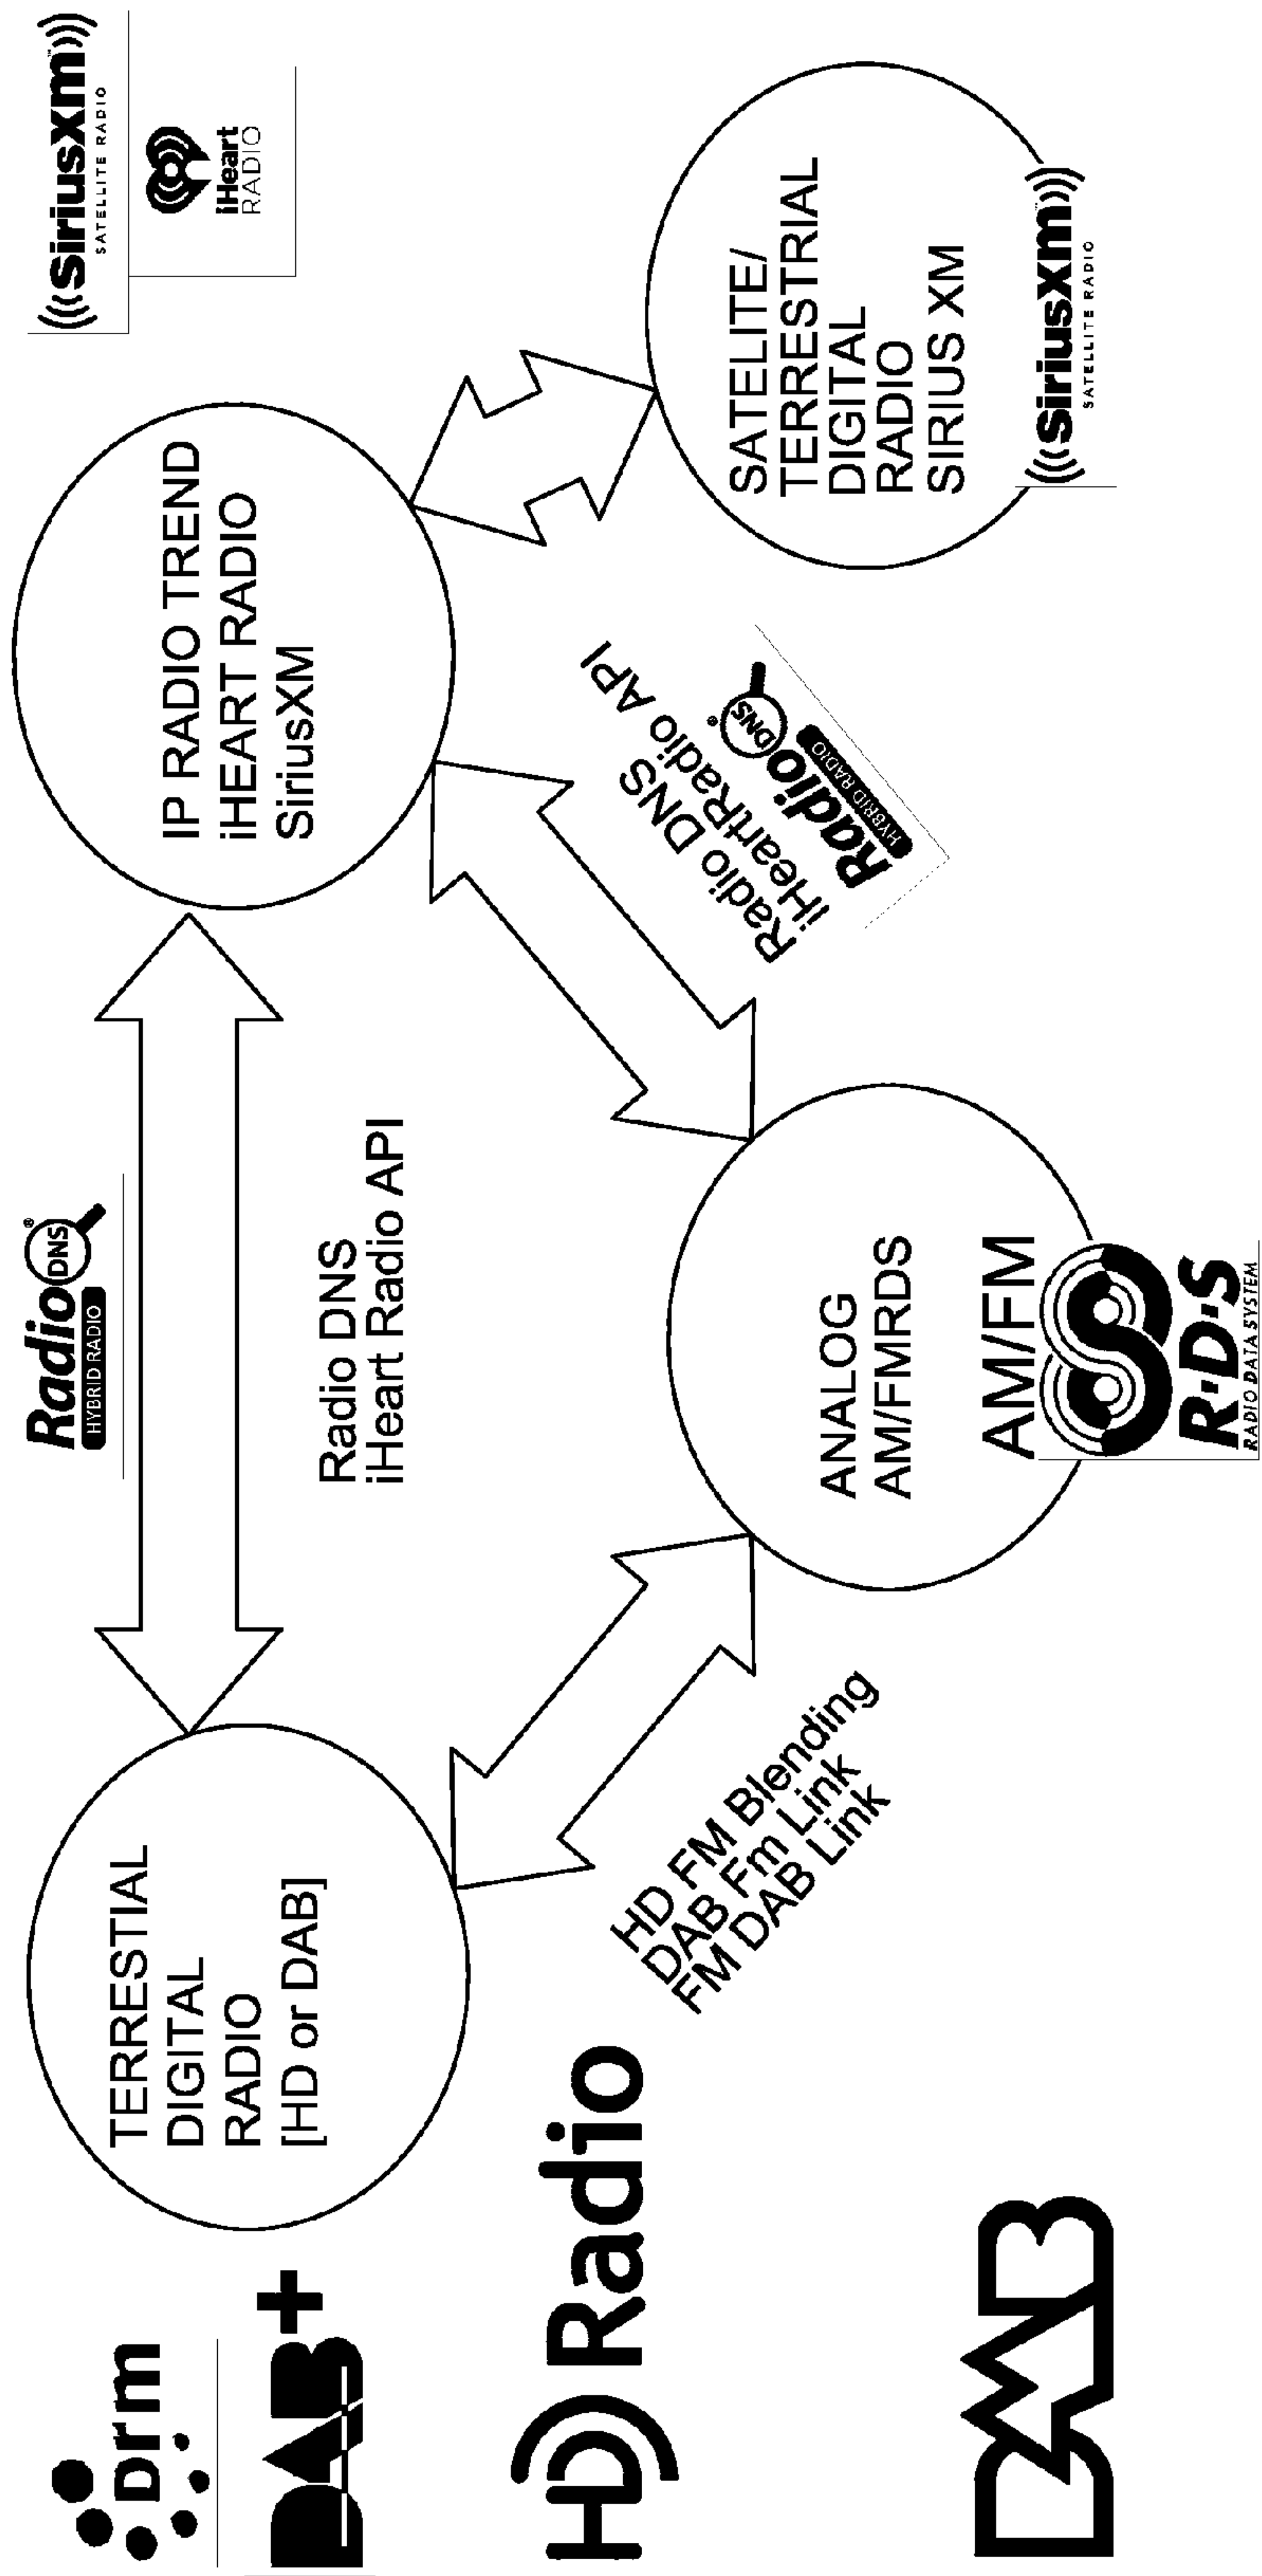 Drm
DAB+
HD Radio
DAB
TERRESTIAL
DIGITAL
RADIO
[HD or DAB]
Radio DNS®
HYBRID RADIO
Radio DNS
iHeart Radio API
HD FM Blending
DAB Fm Link
FM DAB Link
ANALOG
AM/FMRDS
AM/FM
R·D·S
RADIO DATA SYSTEM
IP RADIO TREND
iHEART RADIO
SiriusXM
Radio DNS
iHeartRadio API
Radio DNS®
HYBRID RADIO
(((SiriusXM)))
SATELLITE RADIO
iHeart
RADIO
SATELITE/
TERRESTRIAL
DIGITAL
RADIO
SIRIUS XM
(((SiriusXM)))
SATELLITE RADIO